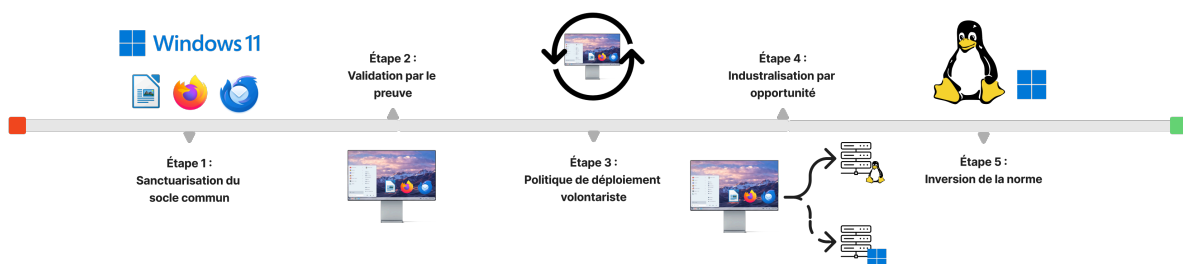 Windows 11
Étape 1 :
Sanctuarisation du
socle commun
Étape 2 :
Validation par le
preuve
Étape 3 :
Politique de déploiement
volontariste
Étape 4 :
Industralisation par
opportunité
Étape 5 :
Inversion de la norme